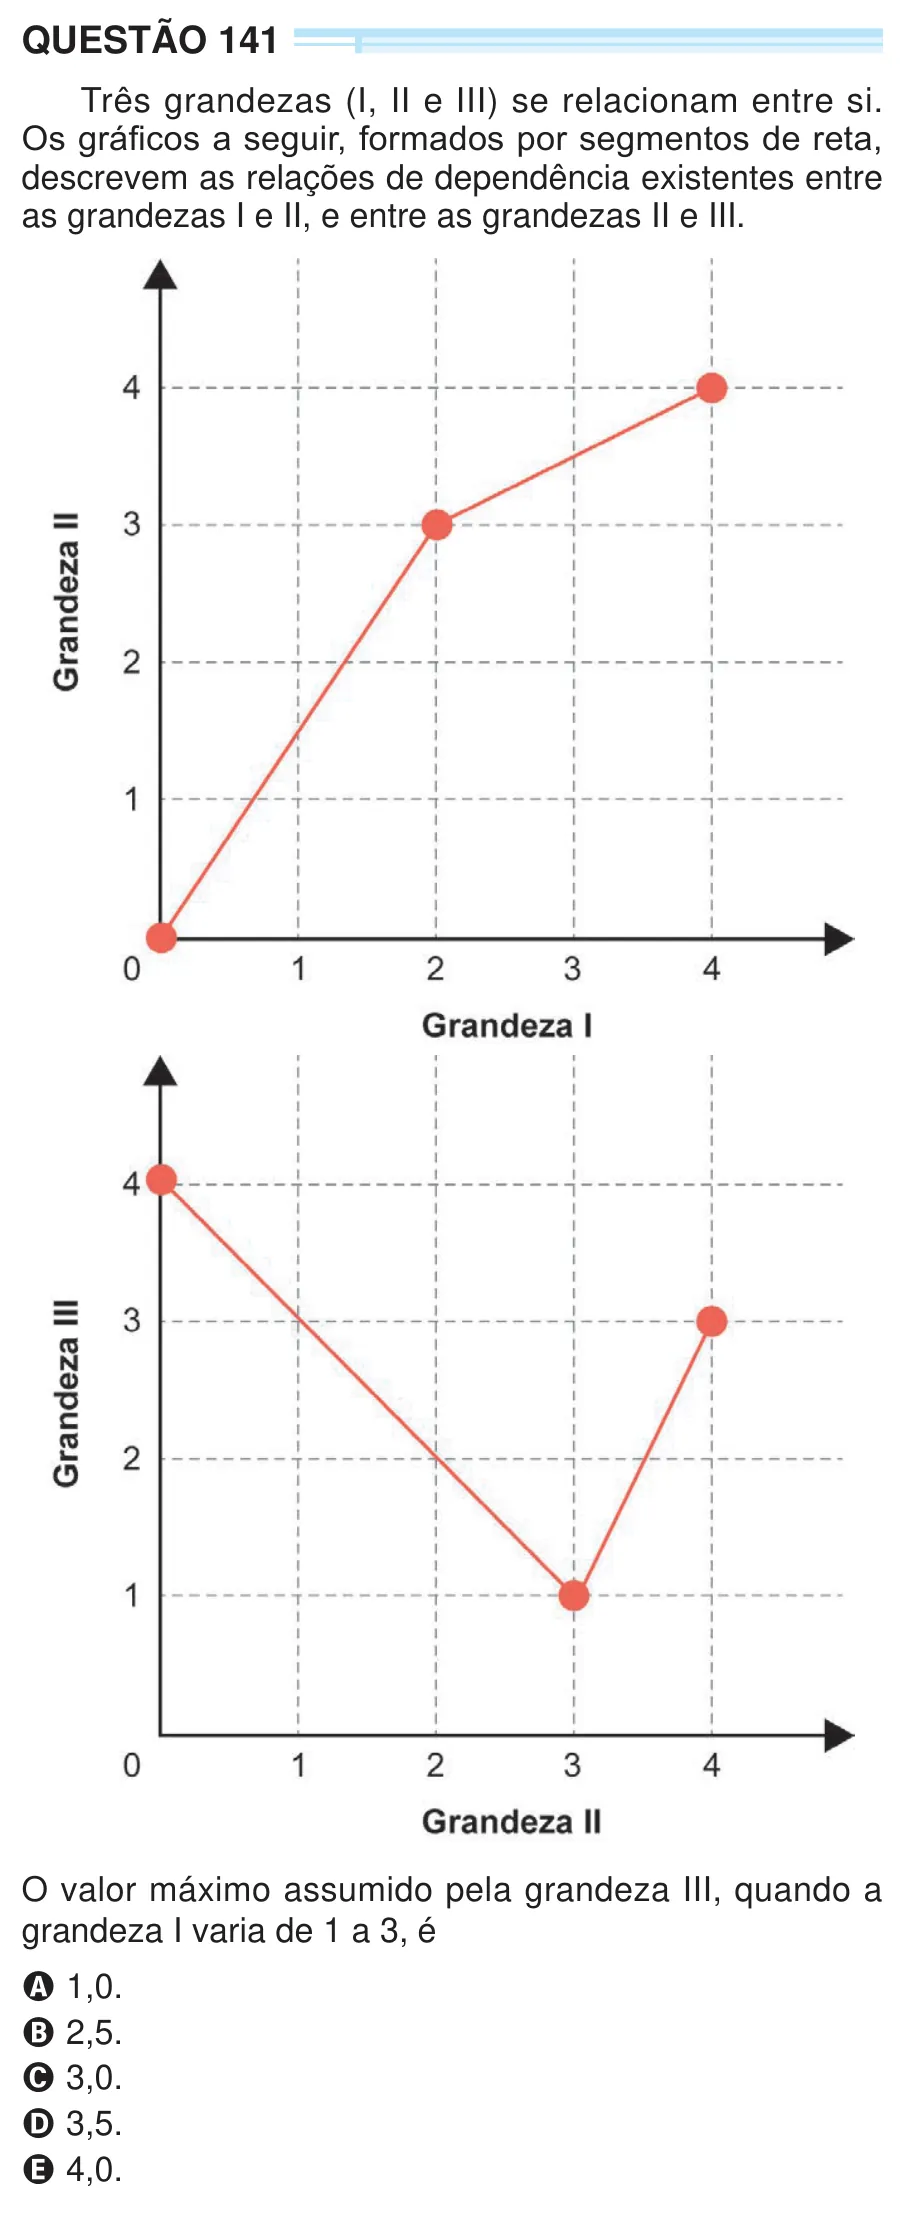 QUESTÃO 141
Três grandezas (I, II e III) se relacionam entre si.
Os gráficos a seguir, formados por segmentos de reta,
descrevem as relações de dependência existentes entre
as grandezas I e II, e entre as grandezas II e III.
Grandeza II
4
3
2
1
0
1
2
3
4
Grandeza I
Grandeza III
4
3
2
1
0
1
2
3
4
Grandeza II
O valor máximo assumido pela grandeza III, quando a
grandeza I varia de 1 a 3, é
A 1,0.
B 2,5.
C 3,0.
D 3,5.
E 4,0.